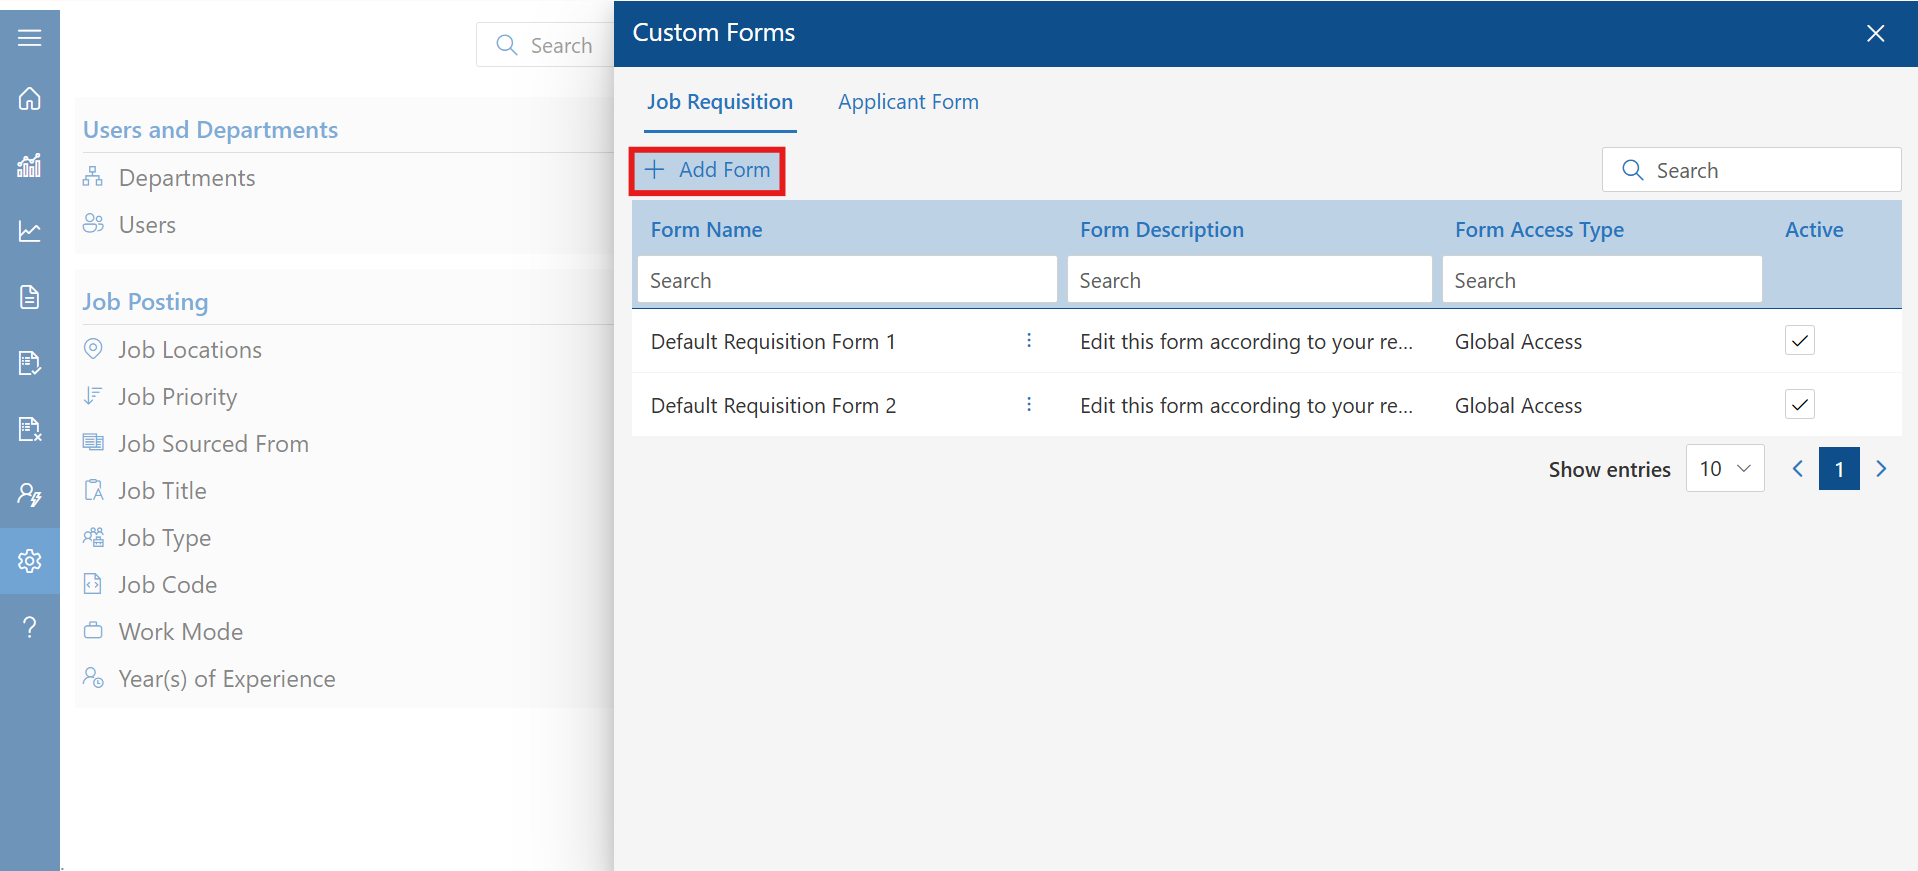 Search
Users and Departments
Departments
Users
Job Posting
Job Locations
Job Priority
Job Sourced From
Job Title
Job Type
Job Code
Work Mode
Year(s) of Experience
Custom Forms
Job Requisition Applicant Form
Add Form
Search
Form Name Form Description Form Access Type Active
Search Search Search
Default Requisition Form 1 Edit this form according to your re... Global Access
Default Requisition Form 2 Edit this form according to your re... Global Access
Show entries 10 1